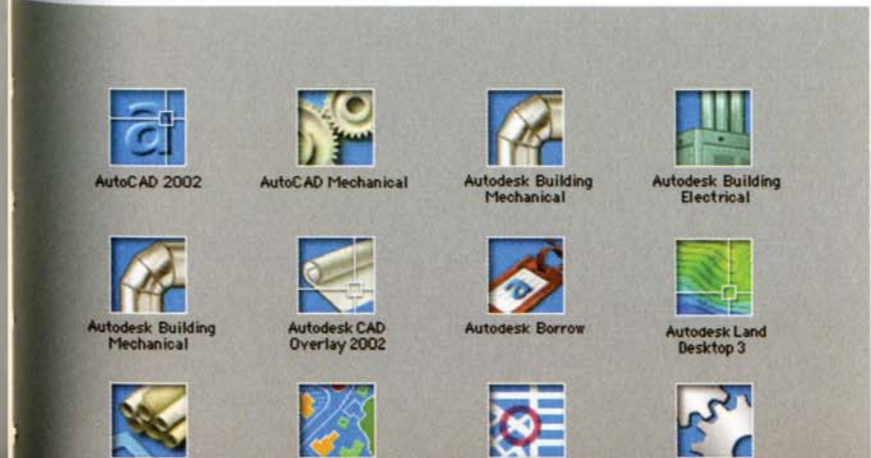 AutoCAD 2002
AutoCAD Mechanical
Autodesk Building
Mechanical
Autodesk Building
Electrical
Autodesk Building
Mechanical
Autodesk CAD
Overlay 2002
Autodesk Borrow
Autodesk Land
Desktop 3